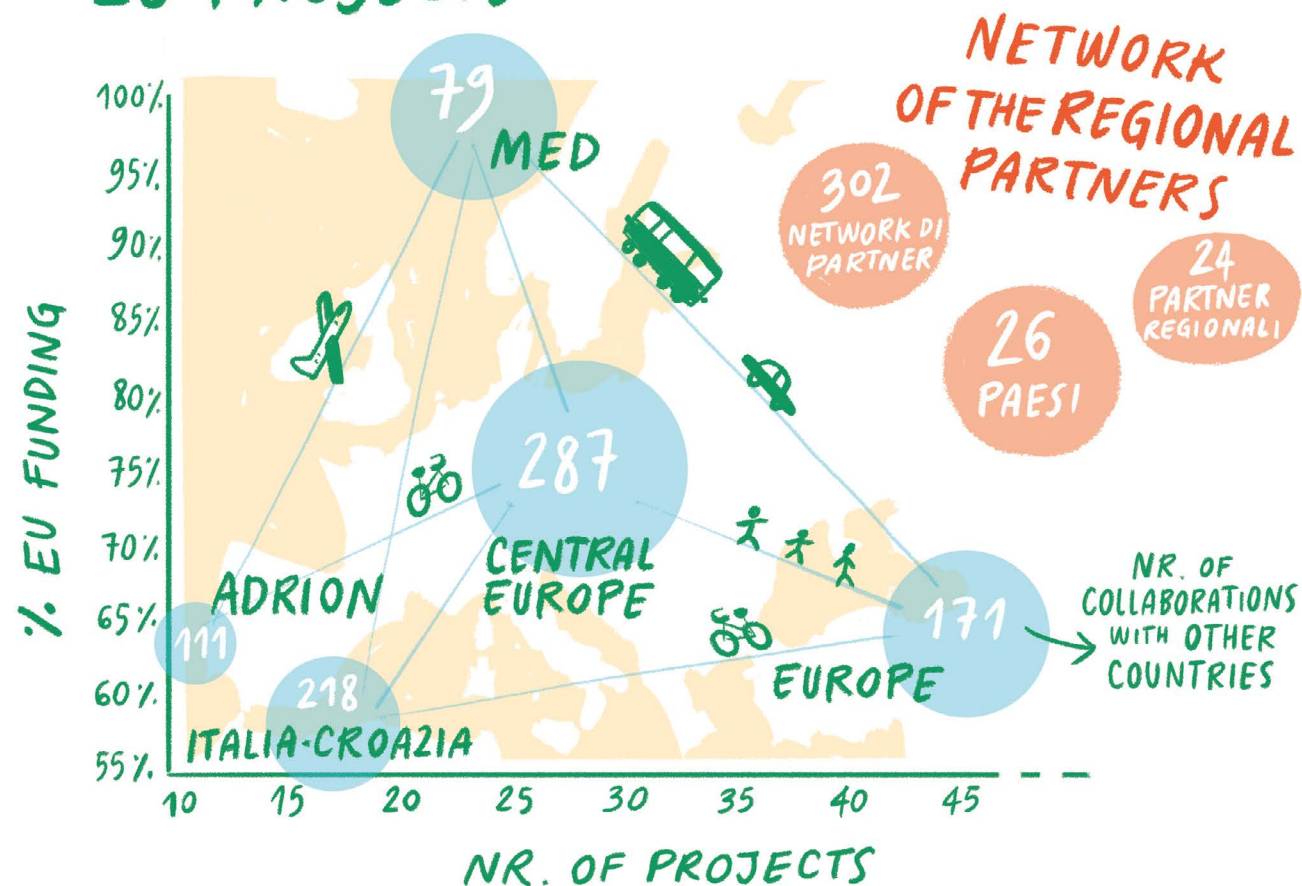 PROJECTS
NETWORK
OF THE REGIONAL
PARTNERS
302
NETWORK DI
PARTNER
24
PARTNER
REGIONALI
26
PAESI
% EU FUNDING
100%
95%
90%
85%
80%
75%
70%
65%
60%
55%
79
MED
287
CENTRAL
EUROPE
ADRION
111
218
ITALIA-CROAZIA
171
EUROPE
NR. OF
COLLABORATIONS
WITH OTHER
COUNTRIES
10 15 20 25 30 35 40 45
NR. OF PROJECTS